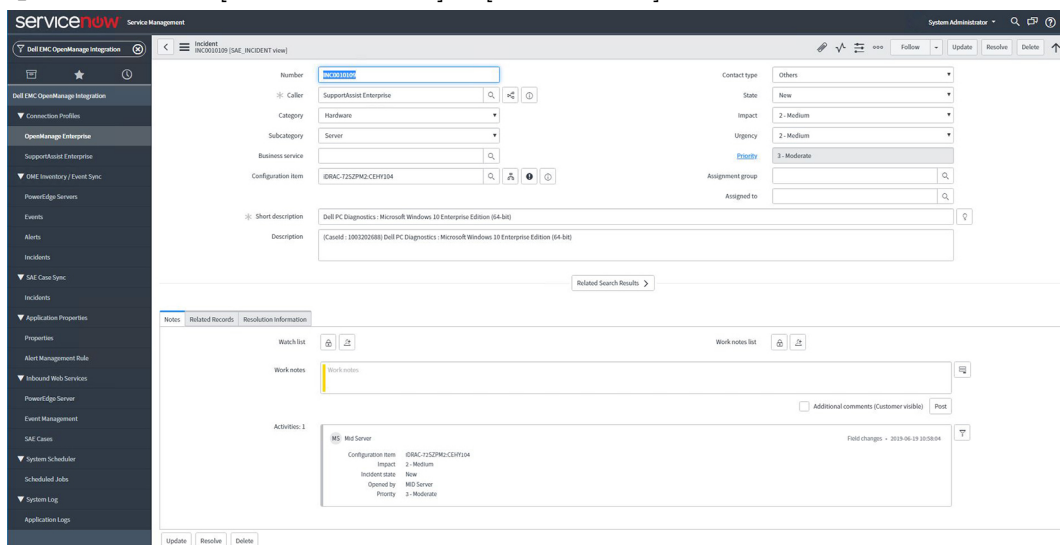 servicenow Service Management
System Administrator
Dell EMC OpenManage Integration
Incident
INC0010109 [SAE_INCIDENT view]
Follow
Update
Resolve
Delete
Dell EMC OpenManage Integration
Connection Profiles
OpenManage Enterprise
SupportAssist Enterprise
OME Inventory / Event Sync
PowerEdge Servers
Events
Alerts
Incidents
SAE Case Sync
Incidents
Application Properties
Properties
Alert Management Rule
Inbound Web Services
PowerEdge Server
Event Management
SAE Cases
System Scheduler
Scheduled Jobs
System Log
Application Logs
Number INC0010109
Caller SupportAssist Enterprise
Category Hardware
Subcategory Server
Business service
Configuration item iDRAC-725ZPM2:CEHY104
Contact type Others
State New
Impact 2 - Medium
Urgency 2 - Medium
Priority 3 - Moderate
Assignment group
Assigned to
Short description Dell PC Diagnostics : Microsoft Windows 10 Enterprise Edition (64-bit)
Description (CaseId : 1003202688) Dell PC Diagnostics : Microsoft Windows 10 Enterprise Edition (64-bit)
Related Search Results
Notes Related Records Resolution Information
Watch list
Work notes list
Work notes Work notes
Additional comments (Customer visible) Post
Activities: 1
MS Mid Server
Field changes • 2019-06-19 10:58:04
Configuration item iDRAC-725ZPM2:CEHY104
Impact 2 - Medium
Incident state New
Opened by MID Server
Priority 3 - Moderate
Update Resolve Delete